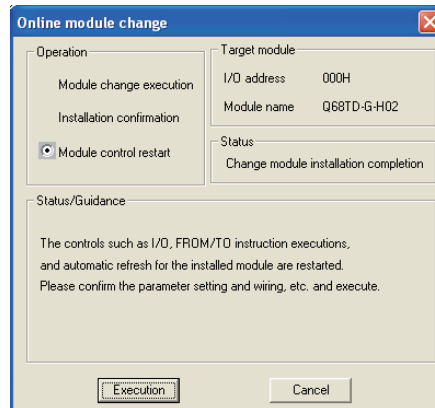 Online module change
Operation
Module change execution
Installation confirmation
Module control restart
Target module
I/O address 000H
Module name Q68TD-G-H02
Status
Change module installation completion
Status/Guidance
The controls such as I/O, FROM/TO instruction executions,
and automatic refresh for the installed module are restarted.
Please confirm the parameter setting and wiring, etc. and execute.
Execution
Cancel